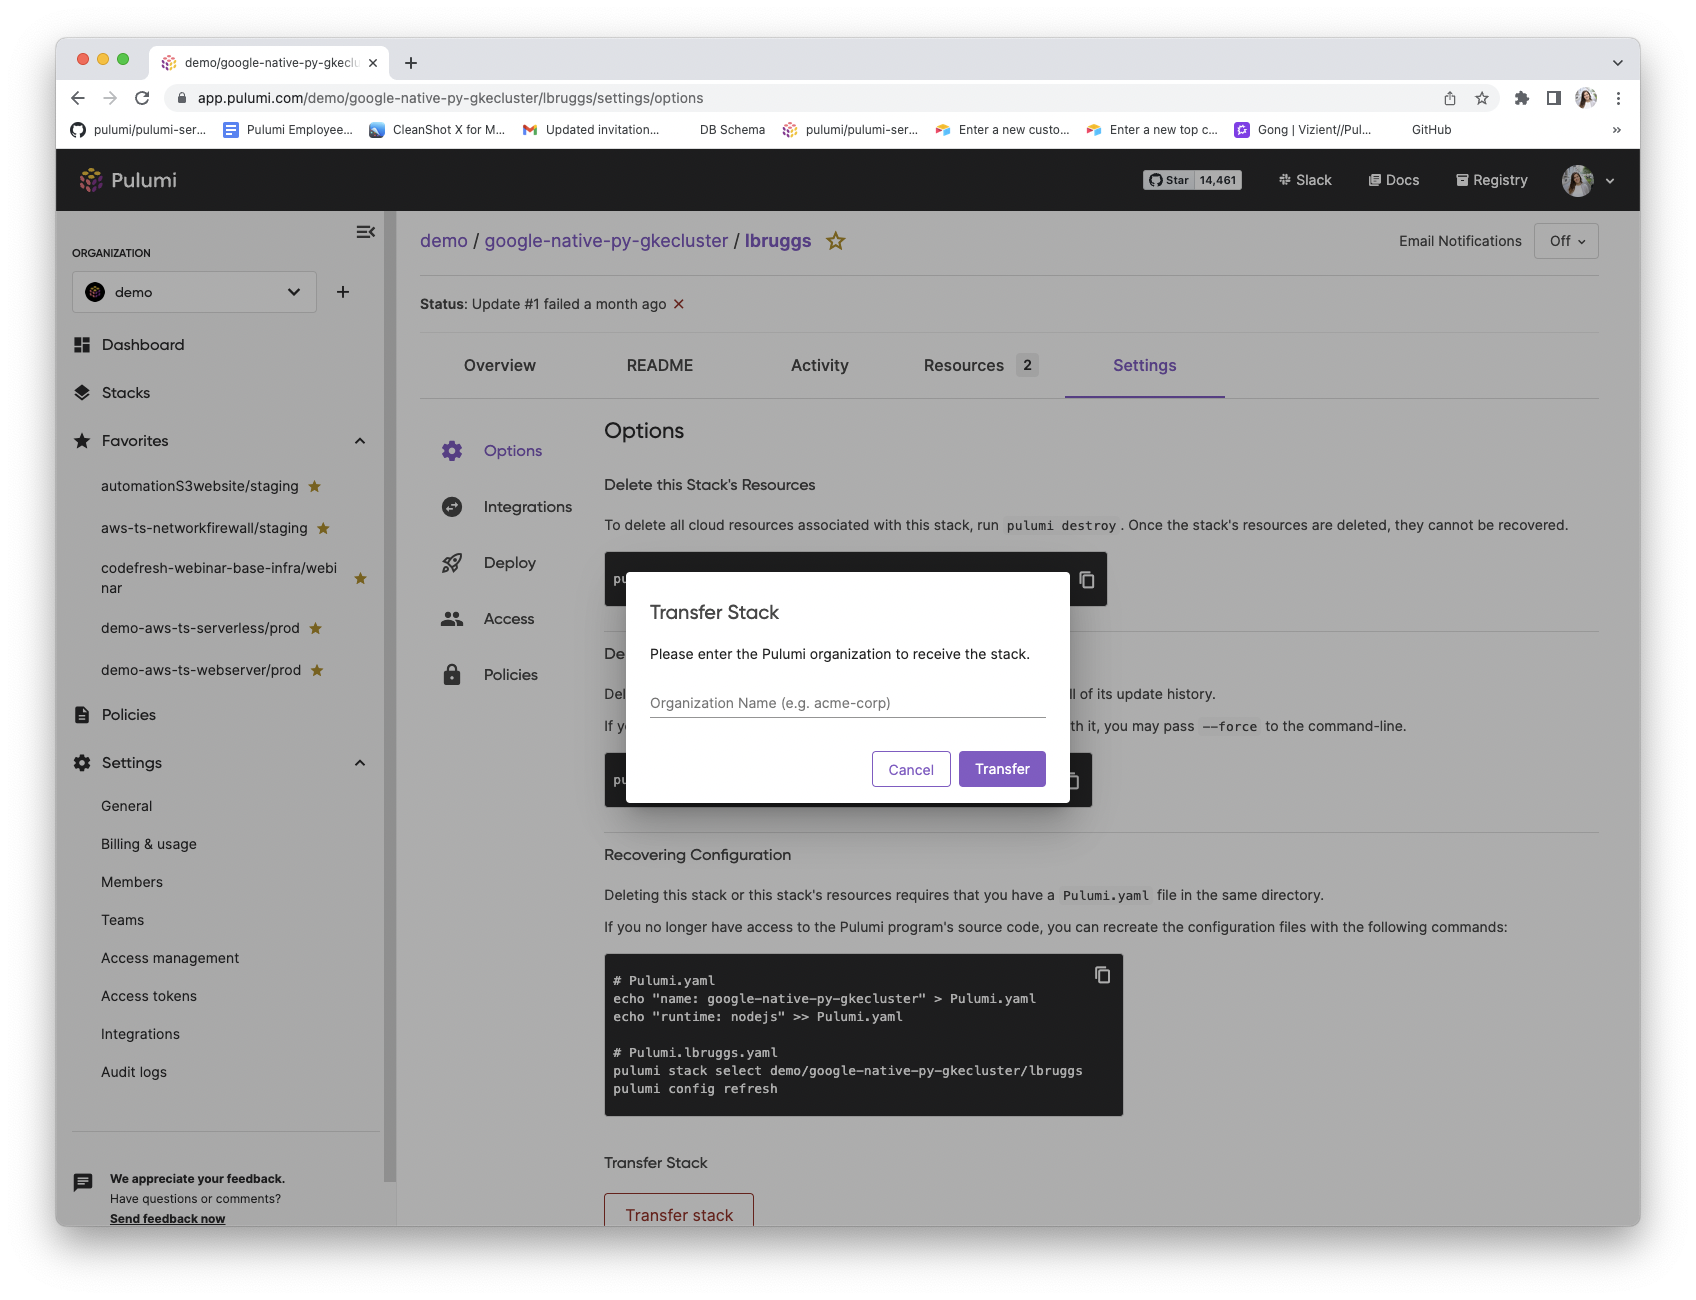 demo/google-native-py-gkeclu
app.pulumi.com/demo/google-native-py-gkecluster/lbruggs/settings/options
pulumi/pulumi-ser...
Pulumi Employee...
CleanShot X for M...
Updated invitation...
DB Schema
pulumi/pulumi-ser...
Enter a new custo...
Enter a new top c...
Gong | Vizient//Pul...
GitHub
»
Pulumi
Star 14,461
Slack
Docs
Registry
ORGANIZATION
demo
Dashboard
Stacks
Favorites
automationS3website/staging
aws-ts-networkfirewall/staging
codefresh-webinar-base-infra/webi
nar
demo-aws-ts-serverless/prod
demo-aws-ts-webserver/prod
Policies
Settings
General
Billing & usage
Members
Teams
Access management
Access tokens
Integrations
Audit logs
We appreciate your feedback.
Have questions or comments?
Send feedback now
demo / google-native-py-gkecluster / lbruggs
Email Notifications
Off
Status: Update #1 failed a month ago
Overview
README
Activity
Resources 2
Settings
Options
Integrations
Deploy
Access
Policies
Options
Delete this Stack's Resources
To delete all cloud resources associated with this stack, run pulumi destroy. Once the stack's resources are deleted, they cannot be recovered.
pu
De
Del
ll of its update history.
If y
th it, you may pass --force to the command-line.
pu
Transfer Stack
Please enter the Pulumi organization to receive the stack.
Organization Name (e.g. acme-corp)
Cancel
Transfer
Recovering Configuration
Deleting this stack or this stack's resources requires that you have a Pulumi.yaml file in the same directory.
If you no longer have access to the Pulumi program's source code, you can recreate the configuration files with the following commands:
# Pulumi.yaml
echo "name: google-native-py-gkecluster" > Pulumi.yaml
echo "runtime: nodejs" >> Pulumi.yaml
# Pulumi.lbruggs.yaml
pulumi stack select demo/google-native-py-gkecluster/lbruggs
pulumi config refresh
Transfer Stack
Transfer stack